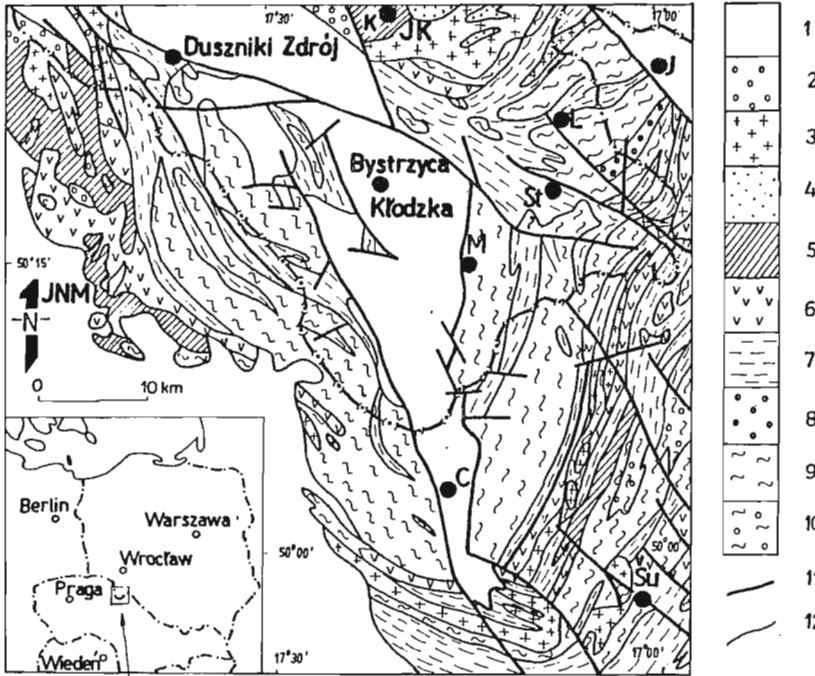 17°30'
17°00
K
JK
Duszniki Zdrój
J
L
Bystrzyca
Kłodzka
St
M
50°15'
JNM
N
0 10 km
C
Berlin
Warszawa
Wrocław
Praga
Wiedeń
50°00'
50°00
Su
17°30'
17°00
1
2
3
4
5
6
7
8
9
10
11
12